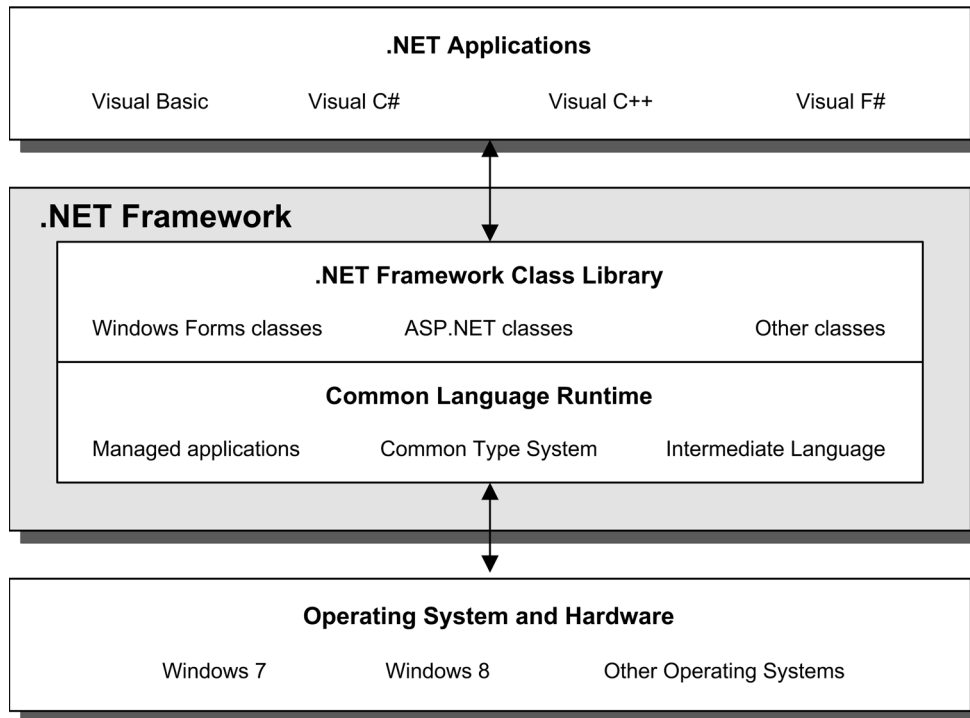 .NET Applications
Visual Basic Visual C# Visual C++ Visual F#
.NET Framework
.NET Framework Class Library
Windows Forms classes ASP.NET classes Other classes
Common Language Runtime
Managed applications Common Type System Intermediate Language
Operating System and Hardware
Windows 7 Windows 8 Other Operating Systems